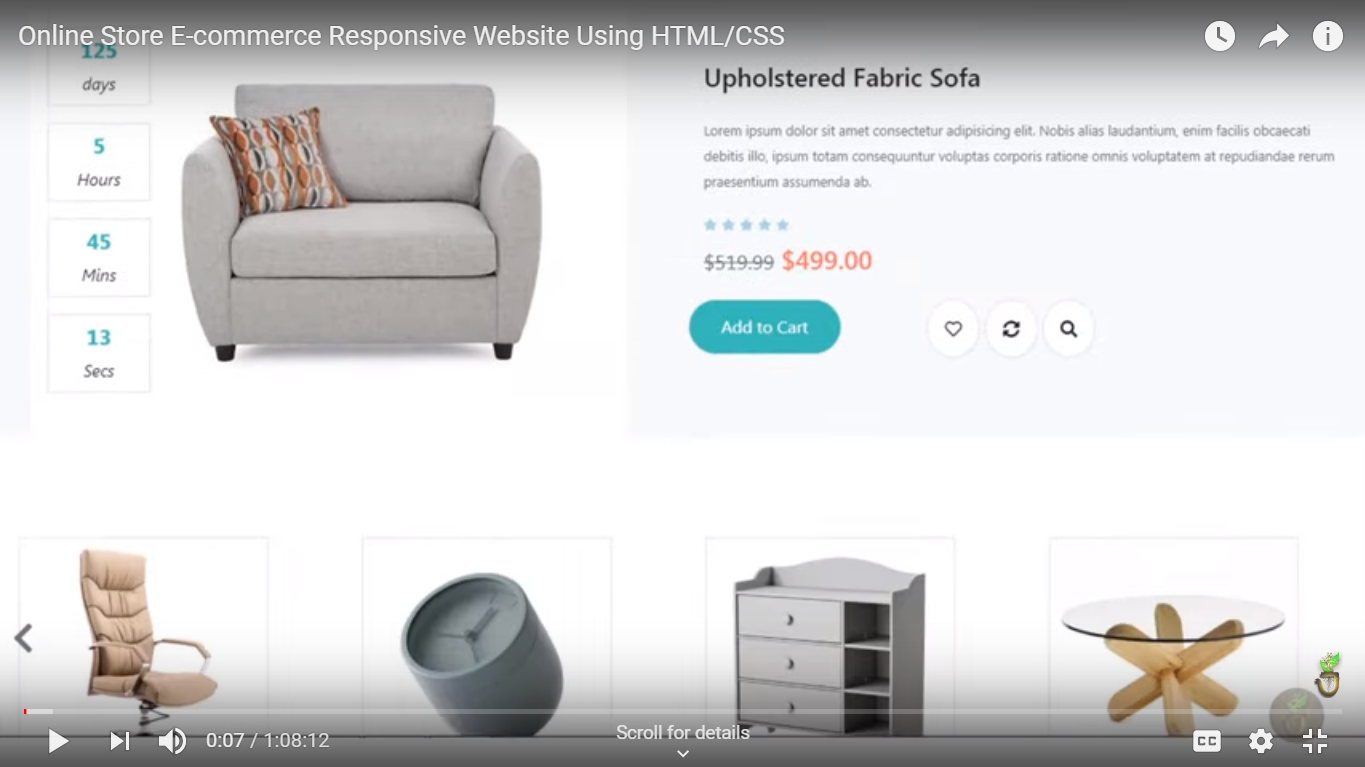 Online Store E-commerce Responsive Website Using HTML/CSS
125
days
5
Hours
45
Mins
13
Secs
Upholstered Fabric Sofa
Lorem ipsum dolor sit amet consectetur adipisicing elit. Nobis alias laudantium, enim facilis obcaecati
debitis illo, ipsum totam consequuntur voluptas corporis ratione omnis voluptatem at repudiandae rerum
praesentium assumenda ab.
$519.99 $499.00
Add to Cart
0:07 / 1:08:12
Scroll for details
CC